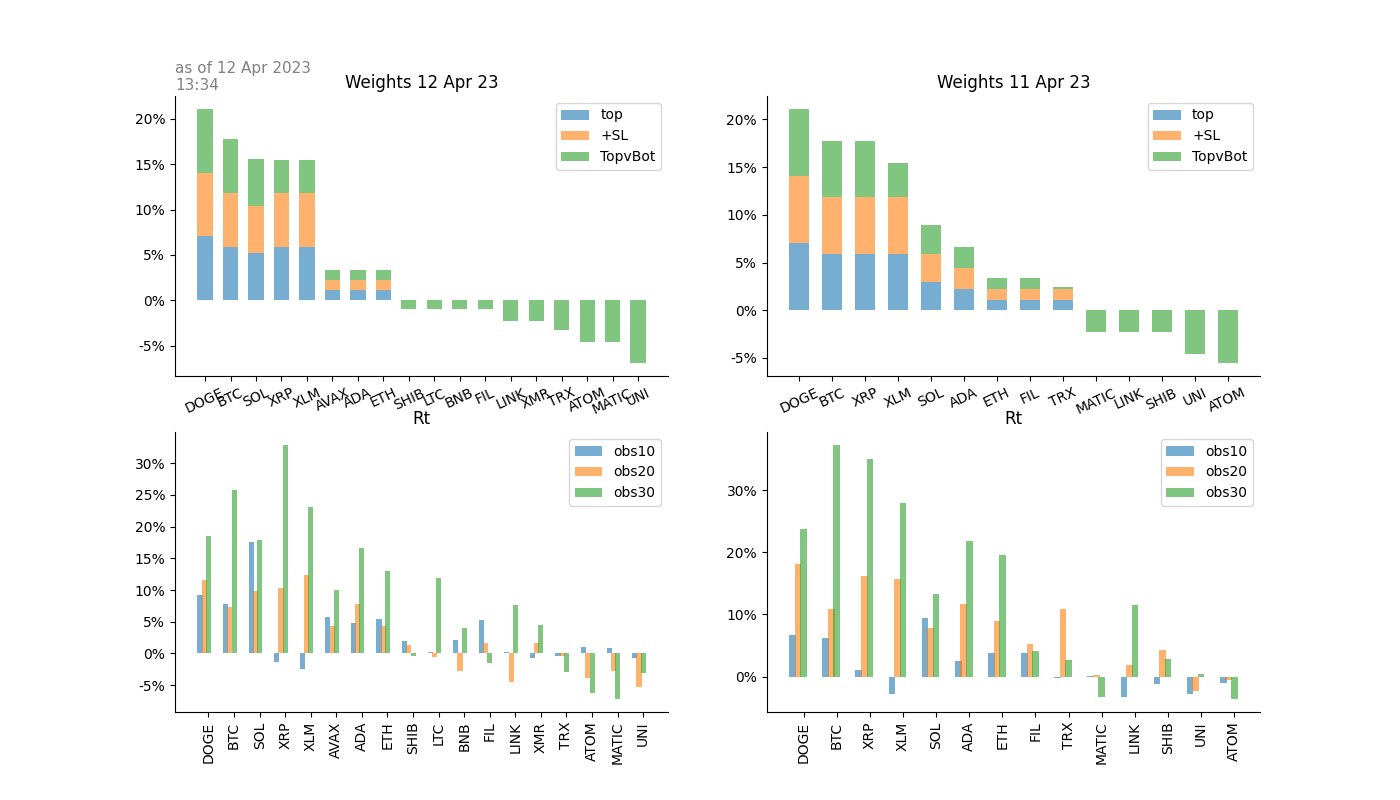 as of 12 Apr 2023
13:34
Weights 12 Apr 23
20%
15%
10%
5%
0%
-5%
top
+SL
TopvBot
DOGE BTC SOL XRP XLM AVAX ADA ETH SHIB LTC BNB FIL LINK XMR TRX ATOM MATIC UNI
Weights 11 Apr 23
20%
15%
10%
5%
0%
-5%
top
+SL
TopvBot
DOGE BTC XRP XLM SOL ADA ETH FIL TRX MATIC LINK SHIB UNI ATOM
Rt
30%
25%
20%
15%
10%
5%
0%
-5%
obs10
obs20
obs30
DOGE BTC SOL XRP XLM AVAX ADA ETH SHIB LTC BNB FIL LINK XMR TRX ATOM MATIC UNI
Rt
30%
20%
10%
0%
obs10
obs20
obs30
DOGE BTC XRP XLM SOL ADA ETH FIL TRX MATIC LINK SHIB UNI ATOM